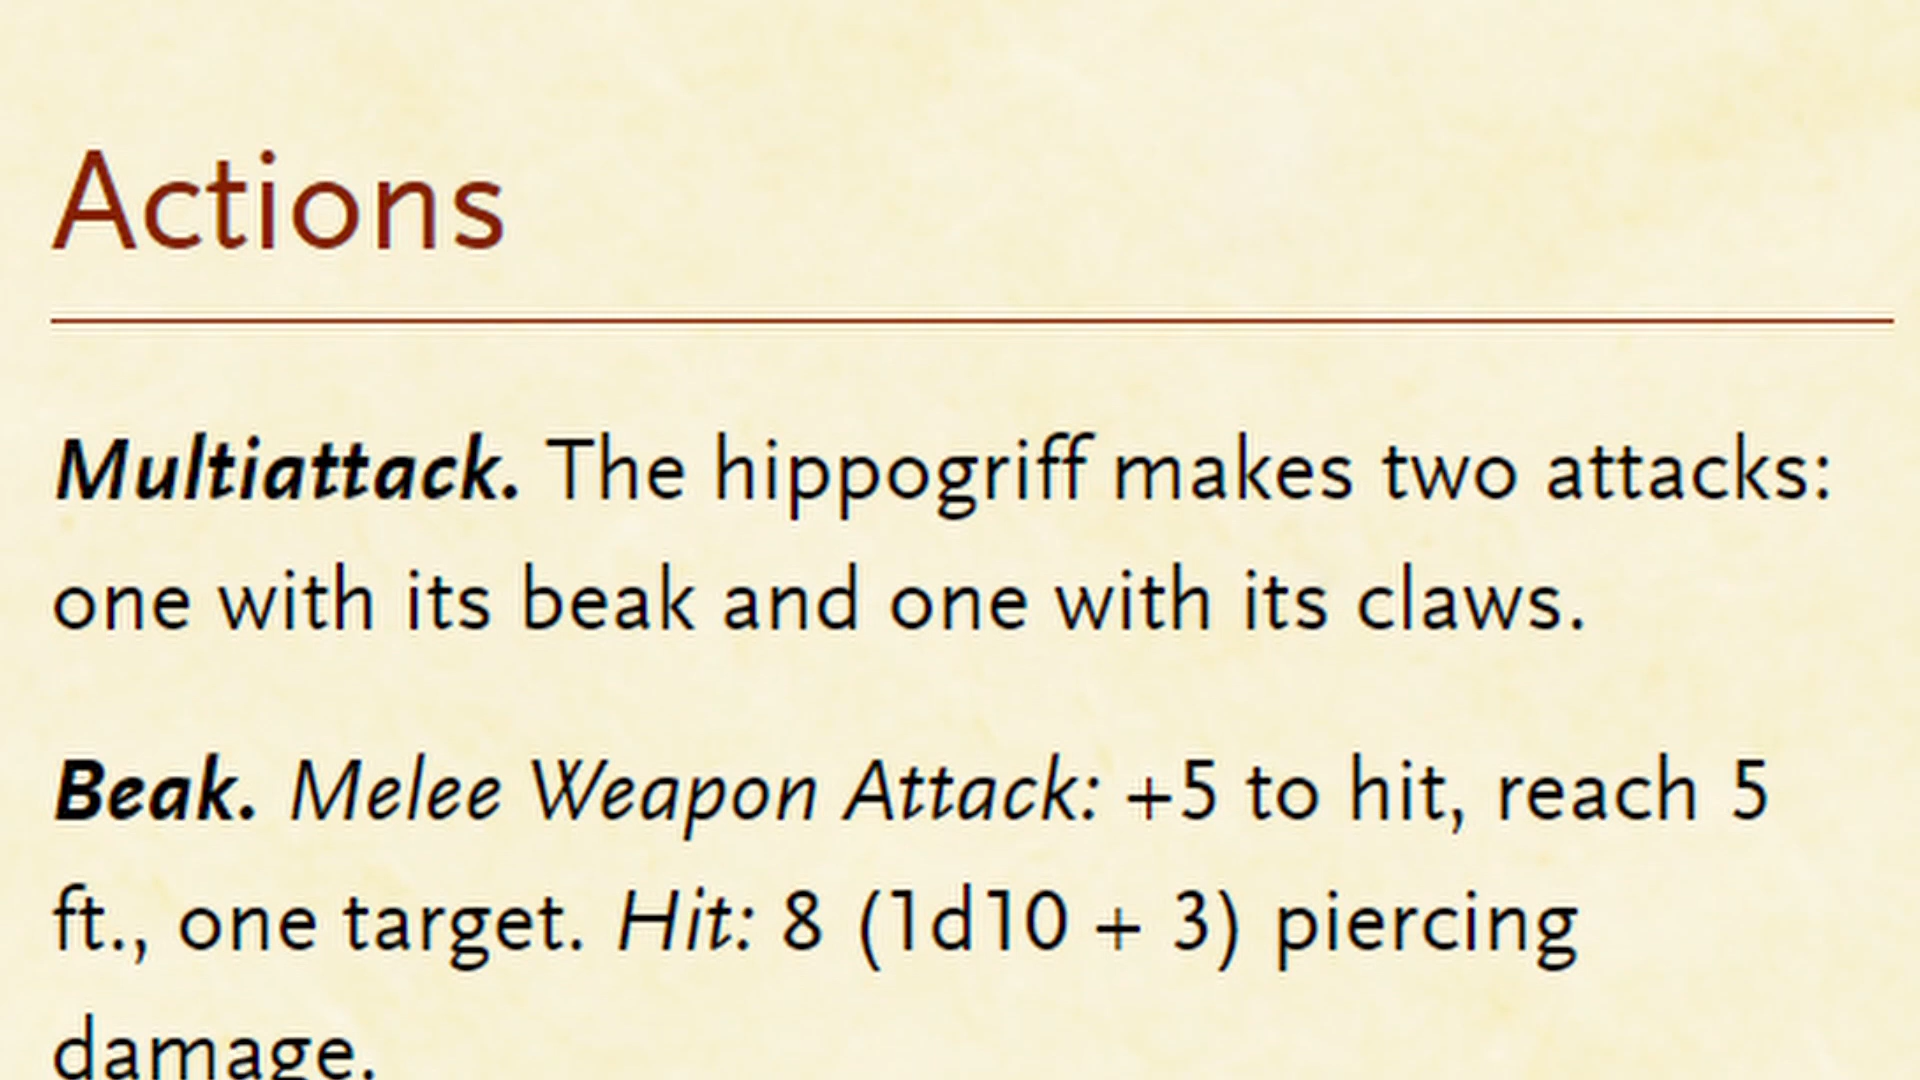 Actions
Multiattack. The hippogriff makes two attacks:
one with its beak and one with its claws.
Beak. Melee Weapon Attack: +5 to hit, reach 5
ft., one target. Hit: 8 (1d10 + 3) piercing
damage.